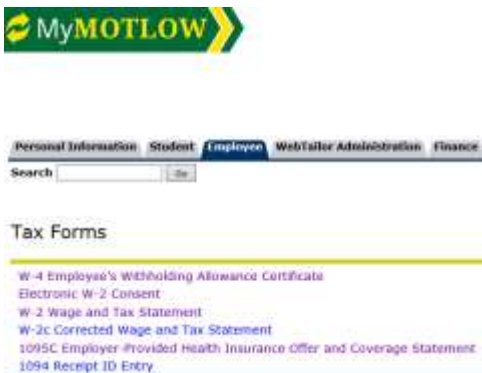 MyMOTLOW
Personal Information Student Employee WebTailor Administration Finance
Search Go
Tax Forms
W-4 Employee's Withholding Allowance Certificate
Electronic W-2 Consent
W-2 Wage and Tax Statement
W-2c Corrected Wage and Tax Statement
1095C Employer-Provided Health Insurance Offer and Coverage Statement
1094 Receipt ID Entry